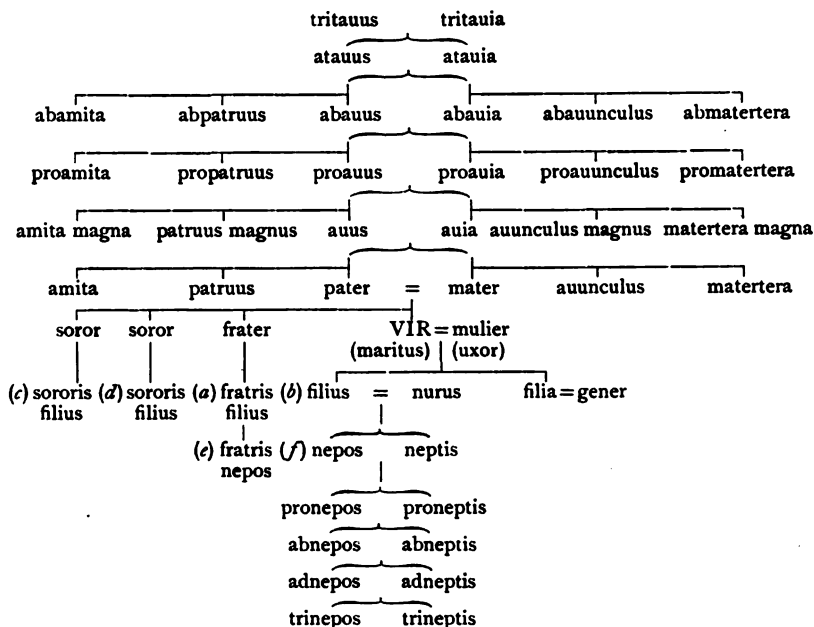 tritauus tritauia
atauus atauia
abamita abpatruus abauus abauia abauunculus abmatertera
proamita propatruus proauus proauia proauunculus promatertera
amita magna patruus magnus auus auia auunculus magnus matertera magna
amita patruus pater = mater auunculus matertera
soror soror frater VIR = mulier
(maritus) (uxor)
(c) sororis (d) sororis (a) fratris (b) filius = nurus filia = gener
filius filius filius
(e) fratris (f) nepos neptis
nepos
pronepos proneptis
abnepos abneptis
adnepos adneptis
trinepos trineptis